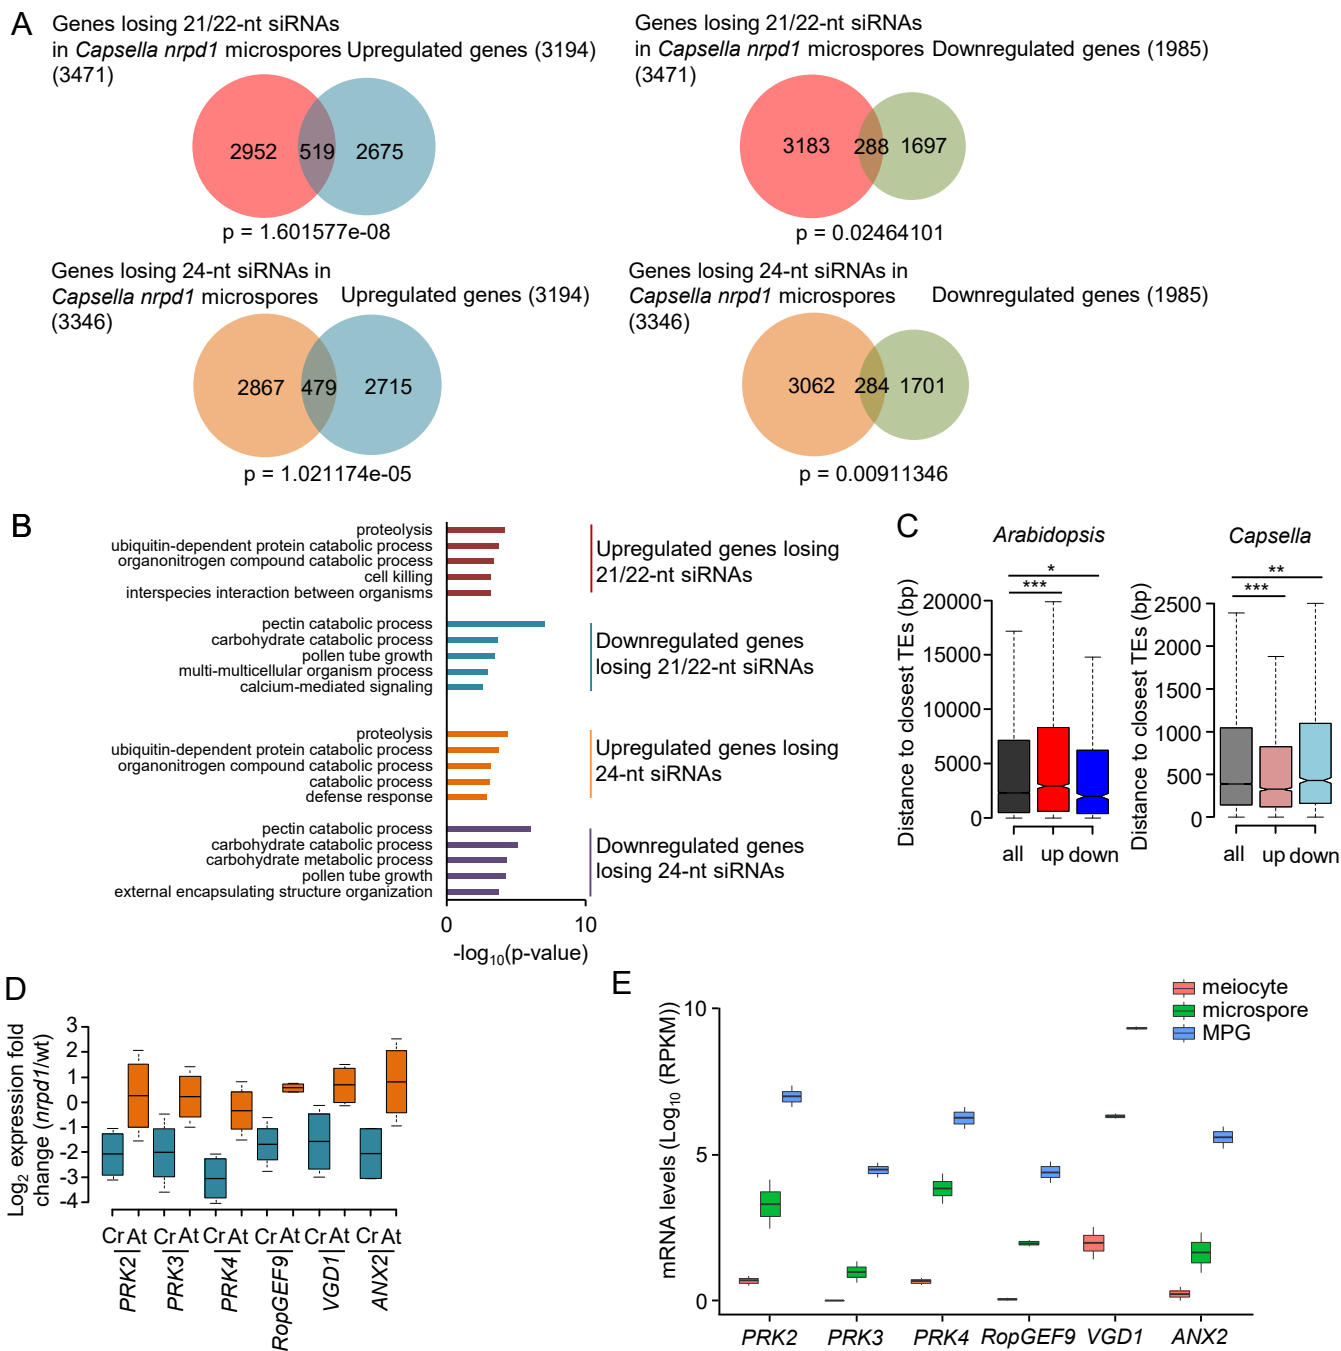 A
Genes losing 21/22-nt siRNAs
in Capsella nrpd1 microspores Upregulated genes (3194)
(3471)
2952 519 2675
p = 1.601577e-08
Genes losing 21/22-nt siRNAs
in Capsella nrpd1 microspores Downregulated genes (1985)
(3471)
3183 288 1697
p = 0.02464101
Genes losing 24-nt siRNAs in
Capsella nrpd1 microspores Upregulated genes (3194)
(3346)
2867 479 2715
p = 1.021174e-05
Genes losing 24-nt siRNAs in
Capsella nrpd1 microspores Downregulated genes (1985)
(3346)
3062 284 1701
p = 0.00911346
B
proteolysis
ubiquitin-dependent protein catabolic process
organonitrogen compound catabolic process
cell killing
interspecies interaction between organisms
Upregulated genes losing
21/22-nt siRNAs
pectin catabolic process
carbohydrate catabolic process
pollen tube growth
multi-multicellular organism process
calcium-mediated signaling
Downregulated genes
losing 21/22-nt siRNAs
proteolysis
ubiquitin-dependent protein catabolic process
organonitrogen compound catabolic process
catabolic process
defense response
Upregulated genes losing
24-nt siRNAs
pectin catabolic process
carbohydrate catabolic process
carbohydrate metabolic process
pollen tube growth
external encapsulating structure organization
Downregulated genes
losing 24-nt siRNAs
0 10
-log10(p-value)
C
Arabidopsis
Distance to closest TEs (bp)
20000
15000
10000
5000
0
*
***
all up down
Capsella
Distance to closest TEs (bp)
2500
2000
1500
1000
500
0
**
***
all up down
D
Log2 expression fold
change (nrpd1/wt)
3
2
1
0
-1
-2
-3
-4
Cr At Cr At Cr At Cr At Cr At Cr At
PRK2 PRK3 PRK4 RopGEF9 VGD1 ANX2
E
meiocyte
microspore
MPG
mRNA levels (Log10 (RPKM))
10
5
0
PRK2 PRK3 PRK4 RopGEF9 VGD1 ANX2